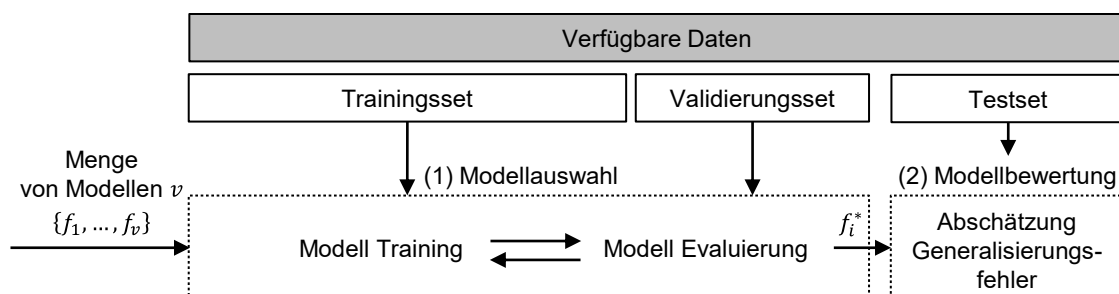 Verfügbare Daten
Trainingsset
Validierungsset
Testset
Menge
von Modellen v
{f₁, …, fᵥ}
(1) Modellauswahl
(2) Modellbewertung
Modell Training
Modell Evaluierung
fᵢ*
Abschätzung
Generalisierungs-
fehler